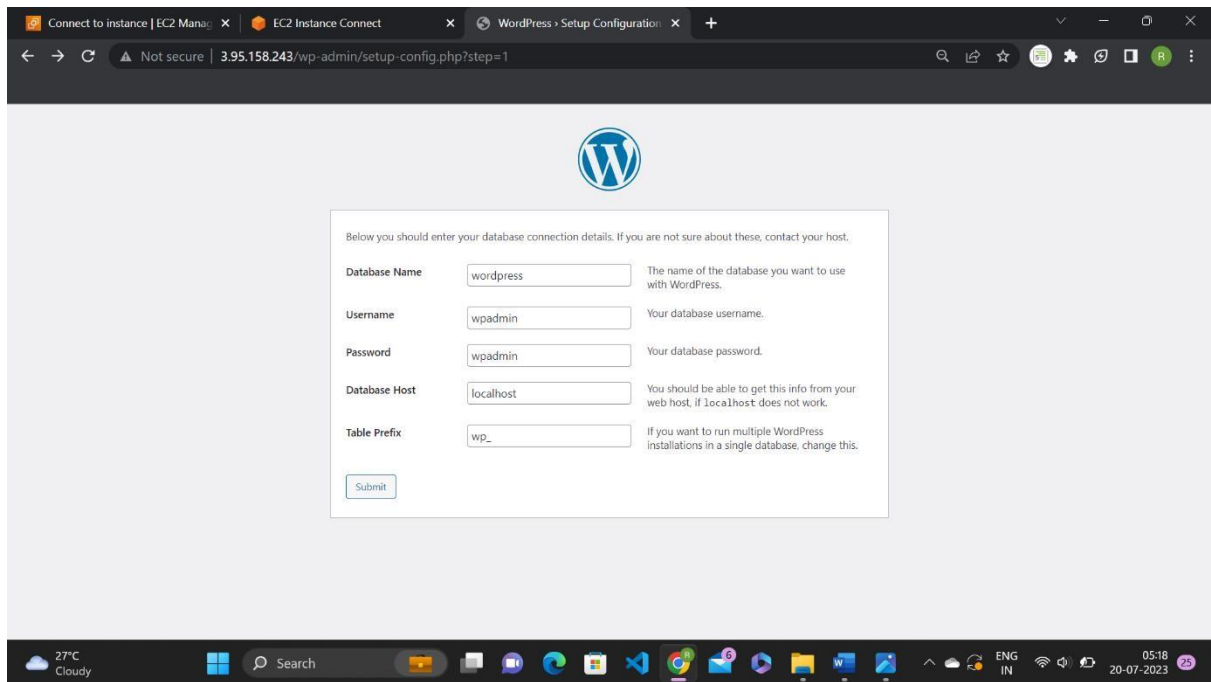 Connect to instance | EC2 Manag
EC2 Instance Connect
WordPress › Setup Configuration
Not secure | 3.95.158.243/wp-admin/setup-config.php?step=1
R
W
Below you should enter your database connection details. If you are not sure about these, contact your host.
Database Name
wordpress
The name of the database you want to use
with WordPress.
Username
wpadmin
Your database username.
Password
wpadmin
Your database password.
Database Host
localhost
You should be able to get this info from your
web host, if localhost does not work.
Table Prefix
wp_
If you want to run multiple WordPress
installations in a single database, change this.
Submit
27°C
Cloudy
Search
R
6
W
ENG
IN
05:18
20-07-2023
25